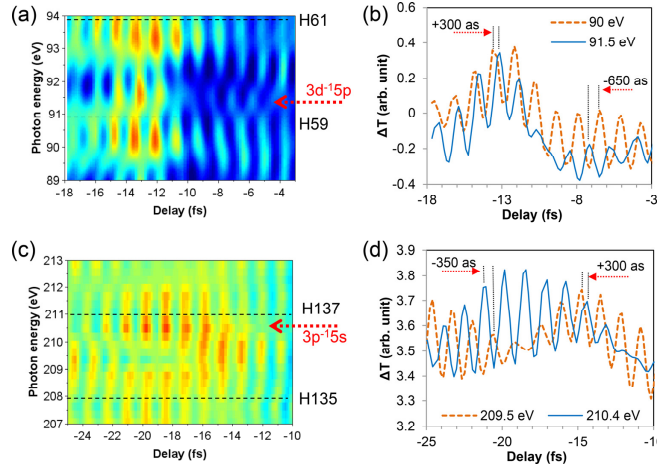 (a)
94
93
92
91
90
89
Photon energy (eV)
-18 -16 -14 -12 -10 -8 -6 -4
Delay (fs)
H61
3d⁻¹5p
H59
(b)
+300 as
90 eV
91.5 eV
-650 as
0.4
0.2
0
-0.2
-0.4
ΔT (arb. unit)
-18 -13 -8 -3
Delay (fs)
(c)
213
212
211
210
209
208
207
Photon energy (eV)
-24 -22 -20 -18 -16 -14 -12 -10
Delay (fs)
H137
3p⁻¹5s
H135
(d)
-350 as
+300 as
3.8
3.7
3.6
3.5
3.4
3.3
3.2
ΔT (arb. unit)
209.5 eV
210.4 eV
-25 -20 -15 -10
Delay (fs)